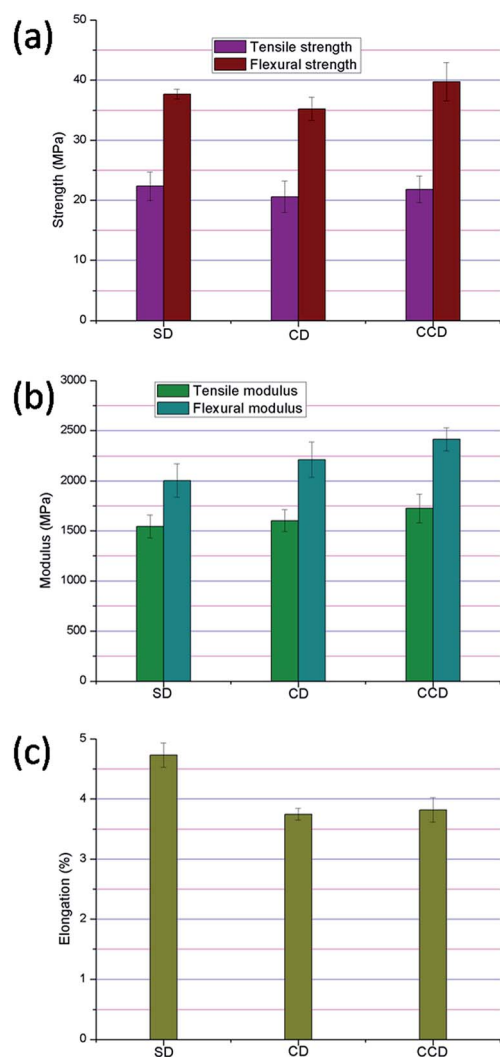 (a)
50
40
30
20
10
0
Strength (MPa)
Tensile strength
Flexural strength
SD
CD
CCD
(b)
3000
2500
2000
1500
1000
500
0
Modulus (MPa)
Tensile modulus
Flexural modulus
SD
CD
CCD
(c)
5
4
3
2
1
0
Elongation (%)
SD
CD
CCD